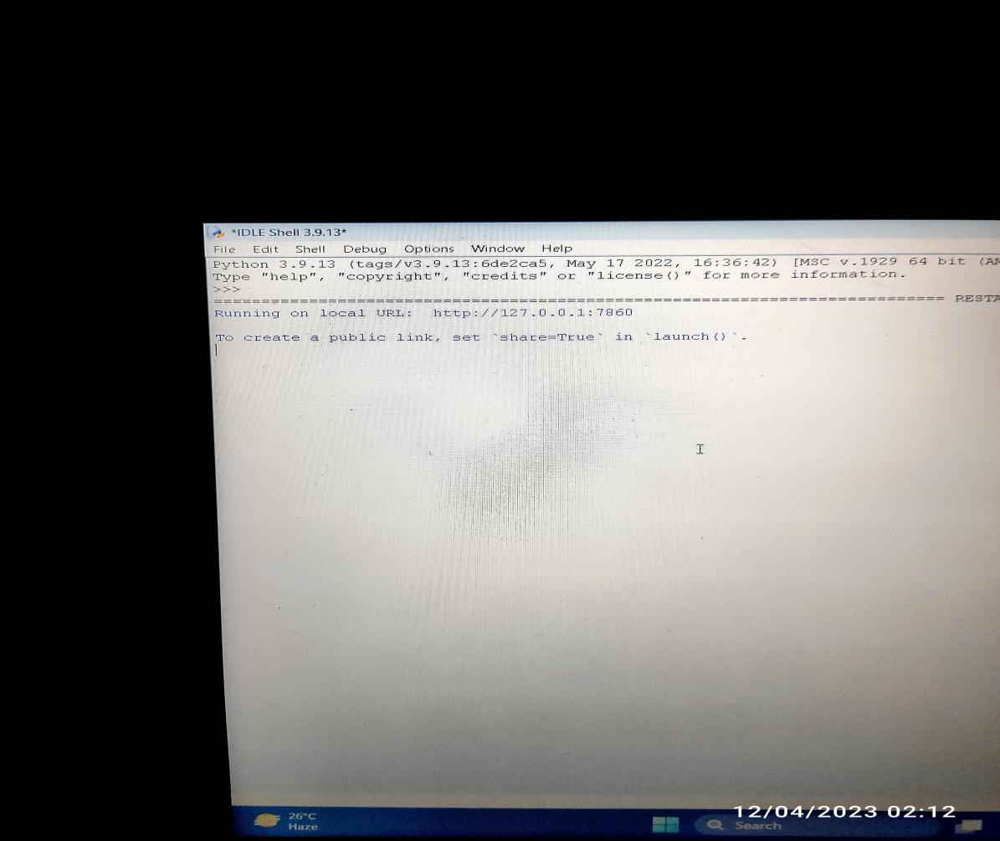 *IDLE Shell 3.9.13*
File Edit Shell Debug Options Window Help
Python 3.9.13 (tags/v3.9.13:6de2ca5, May 17 2022, 16:36:42) [MSC v.1929 64 bit (AM
Type "help", "copyright", "credits" or "license()" for more information.
>>>
============================================================================ RESTA
Running on local URL:  http://127.0.0.1:7860
To create a public link, set `share=True` in `launch()`.
26°C
Haze
Search
12/04/2023 02:12